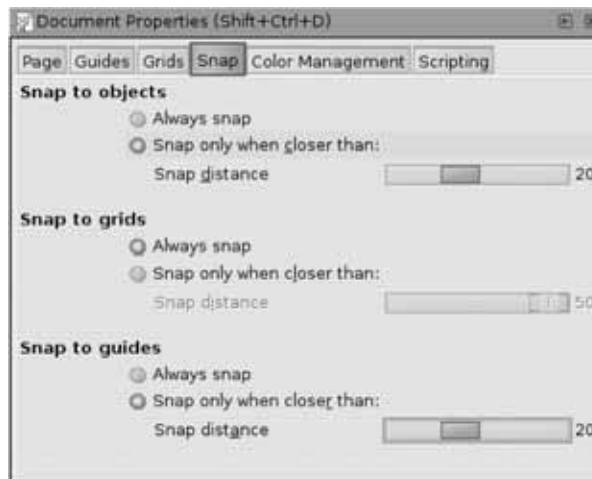 Document Properties (Shift+Ctrl+D)
Page Guides Grids Snap Color Management Scripting
Snap to objects
Always snap
Snap only when closer than:
Snap distance 20
Snap to grids
Always snap
Snap only when closer than:
Snap distance 50
Snap to guides
Always snap
Snap only when closer than:
Snap distance 20